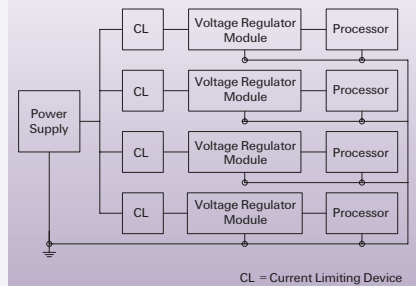 CL
Voltage Regulator
Module
Processor
CL
Voltage Regulator
Module
Processor
Power
Supply
CL
Voltage Regulator
Module
Processor
CL
Voltage Regulator
Module
Processor
CL = Current Limiting Device